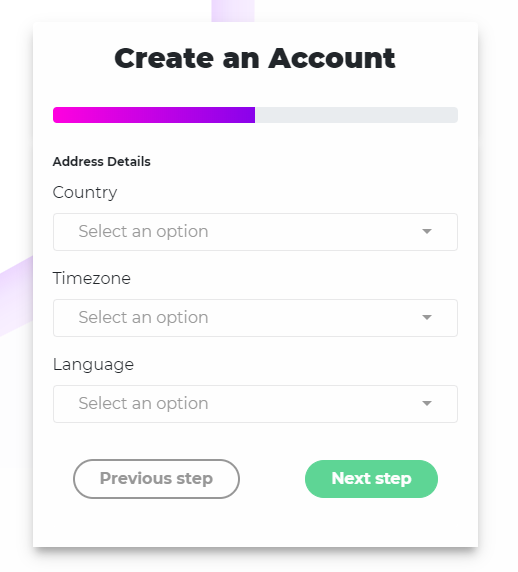 Create an Account
Address Details
Country
Select an option
Timezone
Select an option
Language
Select an option
Previous step
Next step